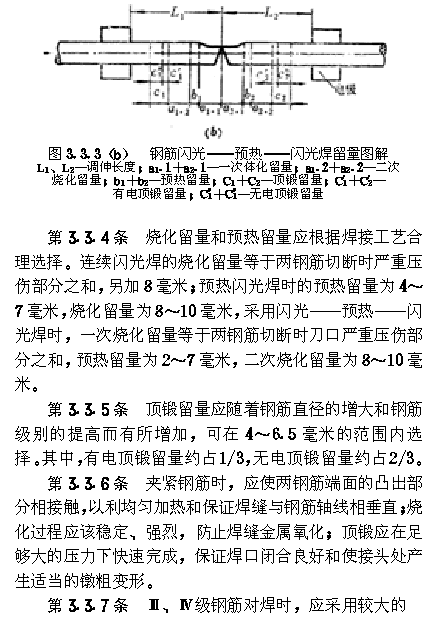 L₁ L₂
c₁' c₁'' c₂'' c₂'
c₁ b₁ b₂ c₂
a₁.₂ a₁.₁ a₂.₁ a₂.₂
电极
(b)
图 3.3.3 (b) 钢筋闪光——预热——闪光焊留量图解
L₁、L₂—调伸长度；a₁.1+a₂.1—一次体化留量；a₁.2+a₂.2—二次
烧化留量；b₁+b₂—预热留量；C₁+C₂—顶锻留量；C₁'+C₂'—
有电顶锻留量；C₁''+C₂''—无电顶锻留量
第 3.3.4 条 烧化留量和预热留量应根据焊接工艺合
理选择。连续闪光焊的烧化留量等于两钢筋切断时严重压
伤部分之和，另加 8 毫米；预热闪光焊时的预热留量为 4～
7 毫米，烧化留量为 8～10 毫米，采用闪光——预热——闪
光焊时，一次烧化留量等于两钢筋切断时刀口严重压伤部
分之和，预热留量为 2～7 毫米，二次烧化留量为 8～10 毫
米。
第 3.3.5 条 顶锻留量应随着钢筋直径的增大和钢筋
级别的提高而有所增加，可在 4～6.5 毫米的范围内选
择。其中，有电顶锻留量约占 1/3，无电顶锻留量约占 2/3。
第 3.3.6 条 夹紧钢筋时，应使两钢筋端面的凸出部
分相接触，以利均匀加热和保证焊缝与钢筋轴线相垂直；烧
化过程应该稳定、强烈，防止焊缝金属氧化；顶锻应在足
够大的压力下快速完成，保证焊口闭合良好和使接头处产
生适当的镦粗变形。
第 3.3.7 条 Ⅲ、Ⅳ级钢筋对焊时，应采用较大的